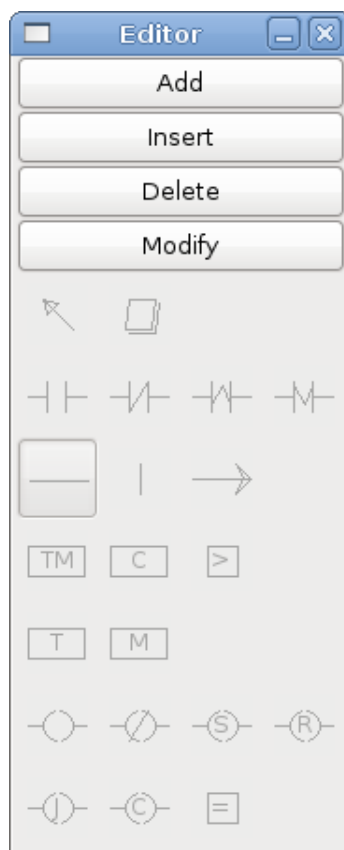 Editor
Add
Insert
Delete
Modify
TM C >
T M
S R
J C =